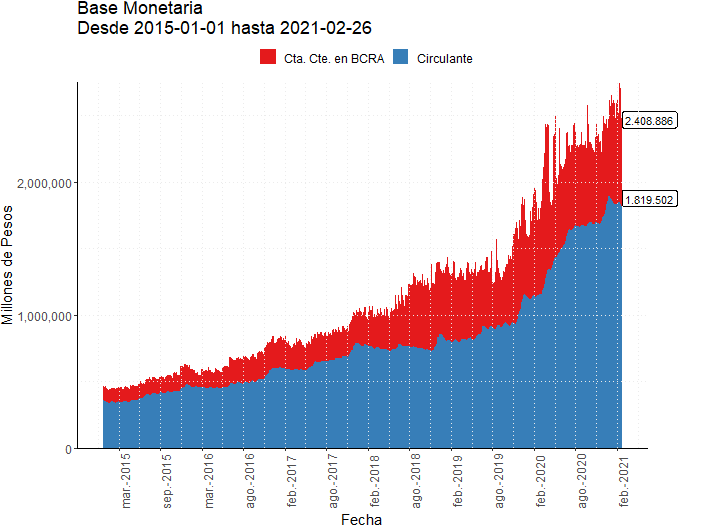 Base Monetaria
Desde 2015-01-01 hasta 2021-02-26
Cta. Cte. en BCRA
Circulante
Millones de Pesos
2,000,000
1,000,000
0
2.408.886
1.819.502
mar.-2015
sep.-2015
mar.-2016
ago.-2016
feb.-2017
ago.-2017
feb.-2018
ago.-2018
feb.-2019
ago.-2019
feb.-2020
ago.-2020
feb.-2021
Fecha